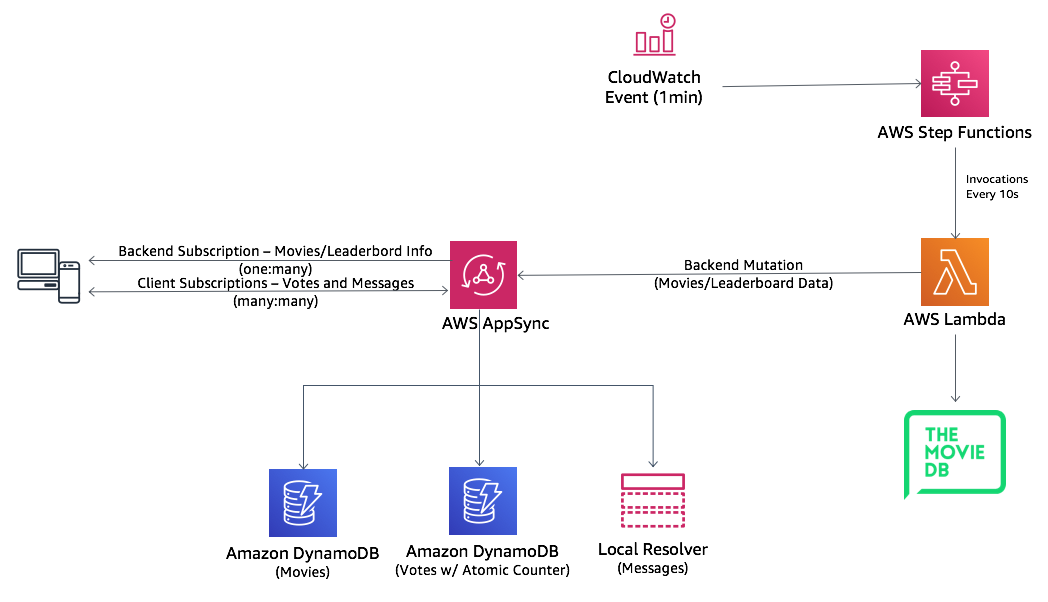 CloudWatch
Event (1min)
AWS Step Functions
Invocations
Every 10s
Backend Subscription – Movies/Leaderbord Info
(one:many)
Client Subscriptions – Votes and Messages
(many:many)
AWS AppSync
Backend Mutation
(Movies/Leaderboard Data)
AWS Lambda
THE
MOVIE
DB
Amazon DynamoDB
(Movies)
Amazon DynamoDB
(Votes w/ Atomic Counter)
Local Resolver
(Messages)